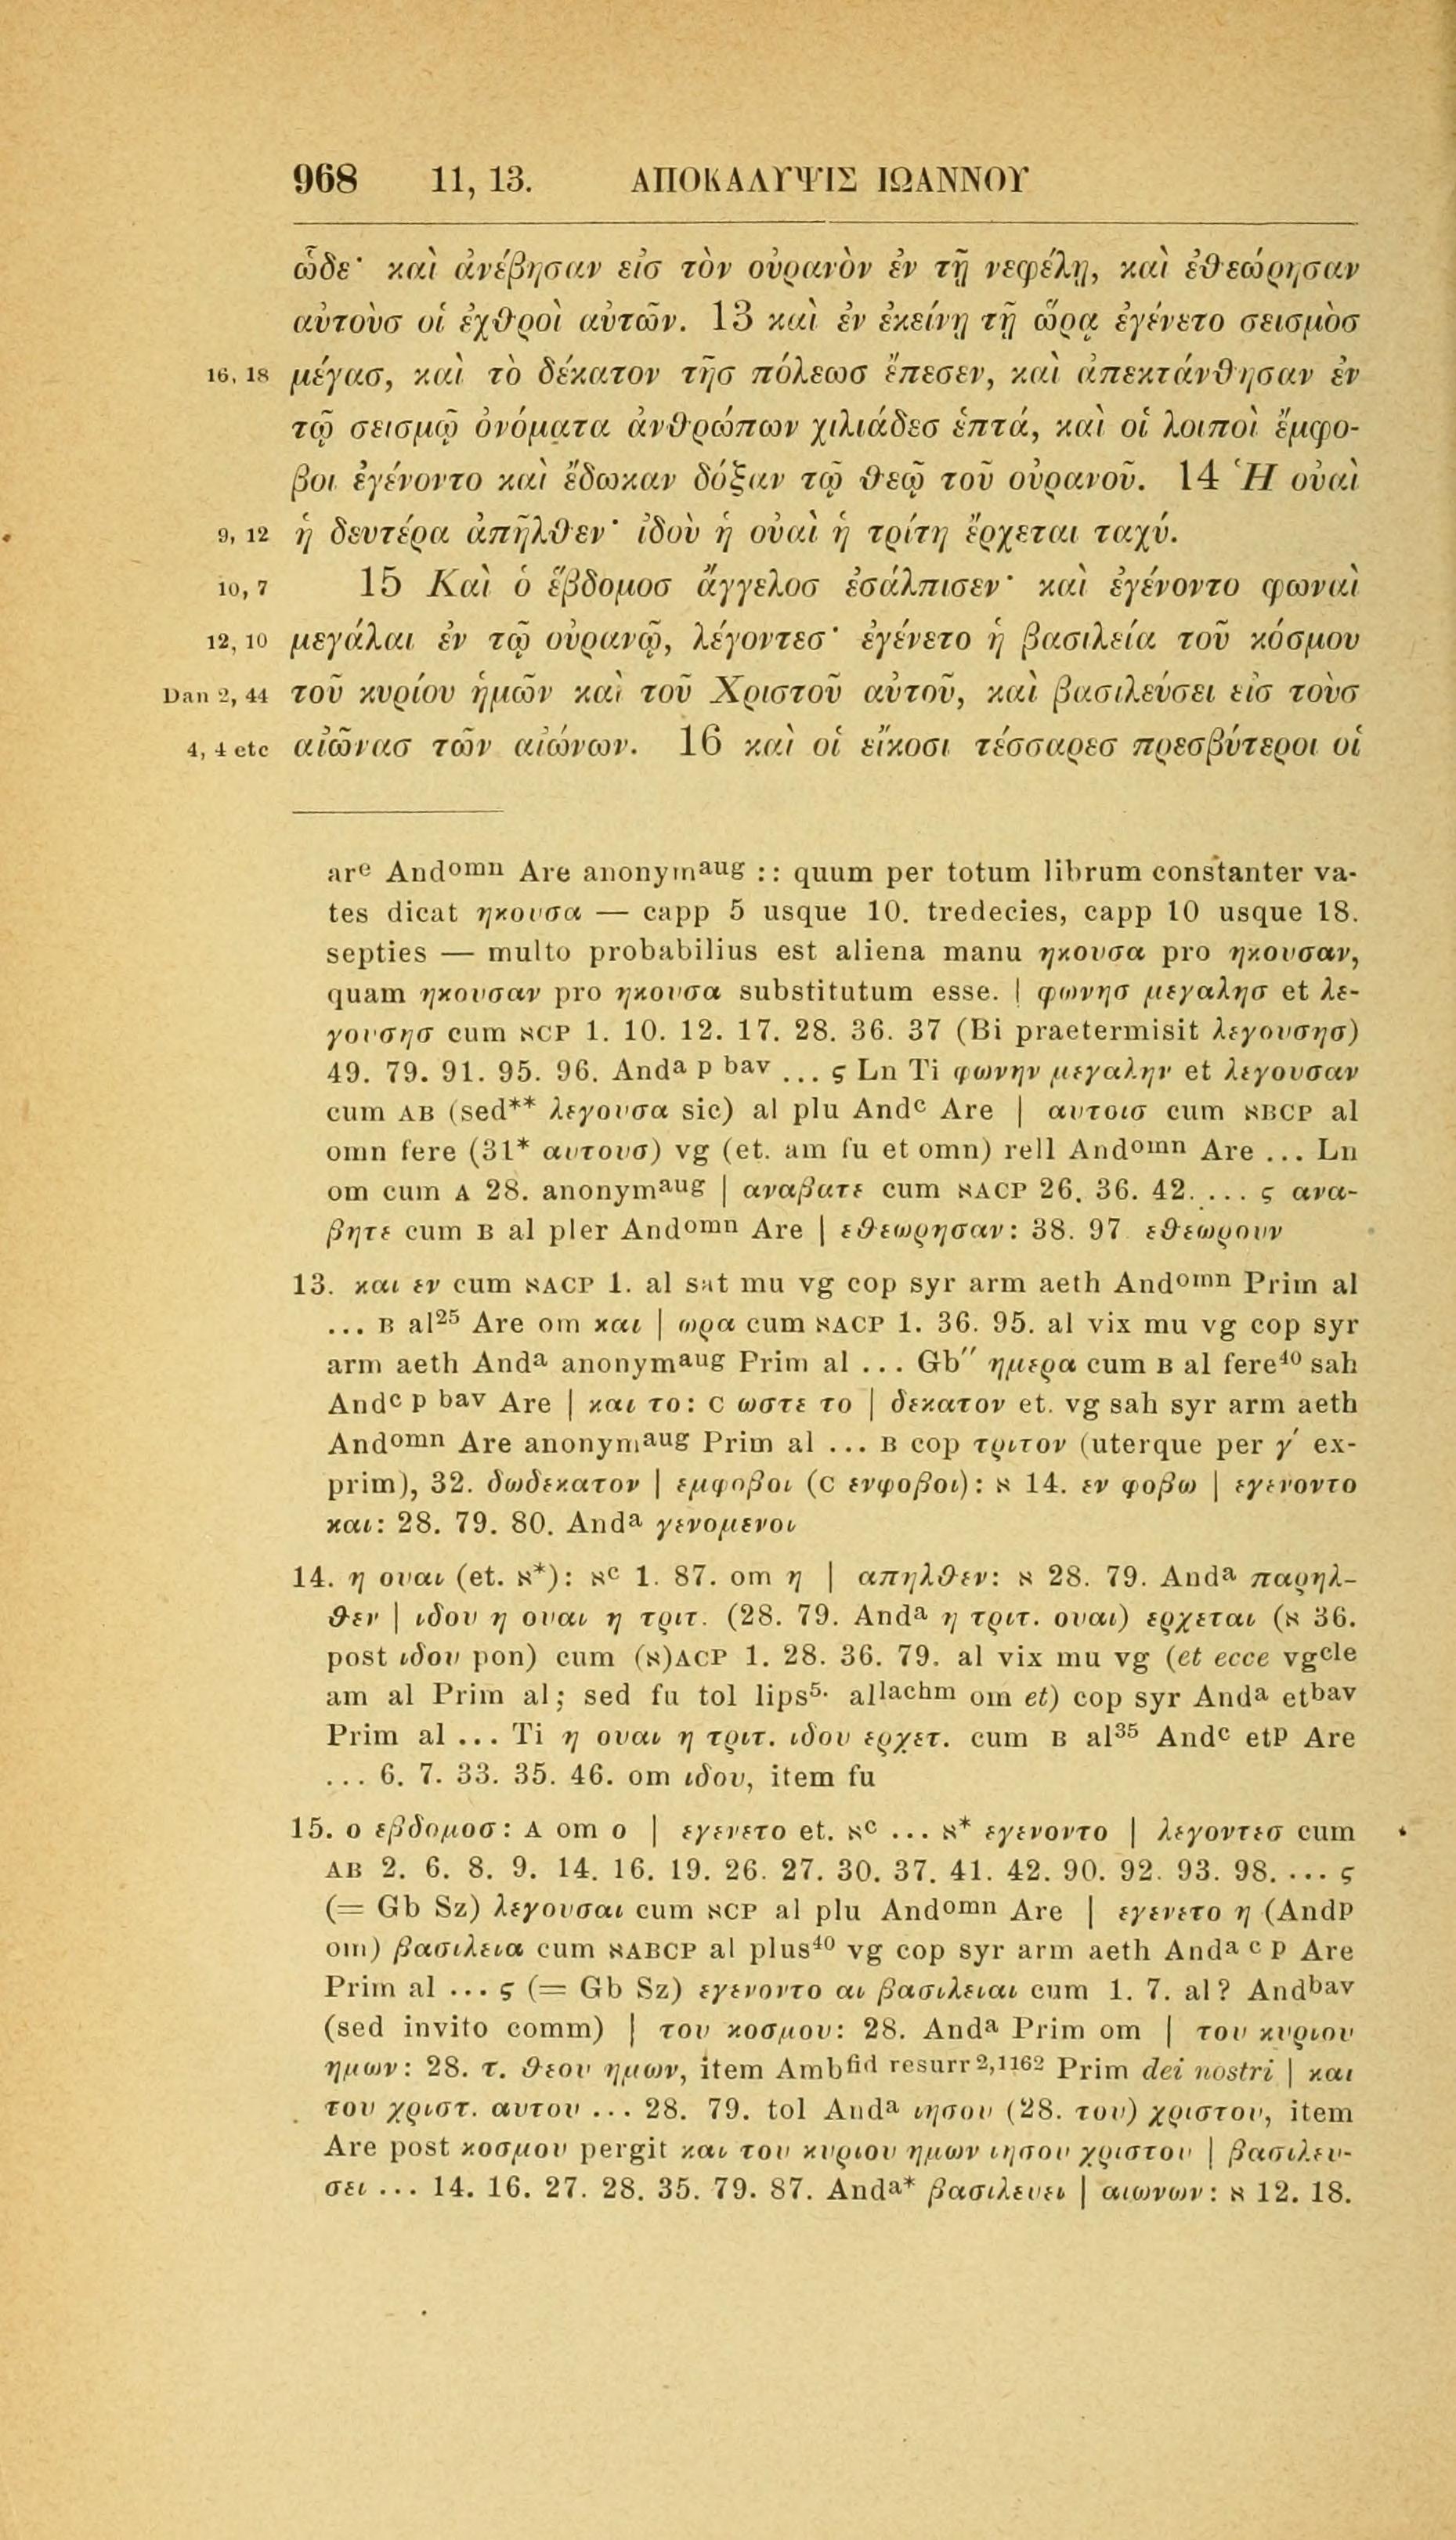 968 11, 13. ΑΠΟΚΑΛΥΨΙΣ ΙΩΑΝΝΟΥ
ὧδε· καὶ ἀνέβησαν εἰσ τὸν οὐρανὸν ἐν τῇ νεφέλῃ, καὶ ἐθεώρησαν
αὐτοὺσ οἱ ἐχθροὶ αὐτῶν. 13 καὶ ἐν ἐκείνῃ τῇ ὥρᾳ ἐγένετο σεισμὸσ
16, 18 μέγασ, καὶ τὸ δέκατον τῆσ πόλεωσ ἔπεσεν, καὶ ἀπεκτάνθησαν ἐν
τῷ σεισμῷ ὀνόματα ἀνθρώπων χιλιάδεσ ἑπτά, καὶ οἱ λοιποὶ ἔμφο-
βοι ἐγένοντο καὶ ἔδωκαν δόξαν τῷ θεῷ τοῦ οὐρανοῦ. 14 Ἡ οὐαὶ
9, 12 ἡ δευτέρα ἀπῆλθεν· ἰδοὺ ἡ οὐαὶ ἡ τρίτη ἔρχεται ταχύ.
10, 7 15 Καὶ ὁ ἕβδομοσ ἄγγελοσ ἐσάλπισεν· καὶ ἐγένοντο φωναὶ
12, 10 μεγάλαι ἐν τῷ οὐρανῷ, λέγοντεσ· ἐγένετο ἡ βασιλεία τοῦ κόσμου
Dan 2, 44 τοῦ κυρίου ἡμῶν καὶ τοῦ Χριστοῦ αὐτοῦ, καὶ βασιλεύσει εἰσ τοὺσ
4, 4 etc αἰῶνασ τῶν αἰώνων. 16 καὶ οἱ εἴκοσι τέσσαρεσ πρεσβύτεροι οἱ
are Andomn Are anonymaug :: quum per totum librum constanter va-
tes dicat ηκουσα — capp 5 usque 10. tredecies, capp 10 usque 18.
septies — multo probabilius est aliena manu ηκουσα pro ηκουσαν,
quam ηκουσαν pro ηκουσα substitutum esse. | φωνησ μεγαλησ et λε-
γουσησ cum אCP 1. 10. 12. 17. 28. 36. 37 (Bi praetermisit λεγουσησ)
49. 79. 91. 95. 96. Anda p bav ... ς Ln Ti φωνην μεγαλην et λεγουσαν
cum AB (sed** λεγουσα sic) al plu Andc Are | αυτοισ cum אBCP al
omn fere (31* αυτουσ) vg (et. am fu et omn) rell Andomn Are ... Ln
om cum A 28. anonymaug | αναβατε cum אACP 26. 36. 42. ... ς ανα-
βητε cum B al pler Andomn Are | εθεωρησαν: 38. 97 εθεωρουν
13. και εν cum אACP 1. al sat mu vg cop syr arm aeth Andomn Prim al
... B al25 Are om και | ωρα cum אACP 1. 36. 95. al vix mu vg cop syr
arm aeth Anda anonymaug Prim al ... Gb″ ημερα cum B al fere40 sah
Andc p bav Are | και το: C ωστε το | δεκατον et. vg sah syr arm aeth
Andomn Are anonymaug Prim al ... B cop τριτον (uterque per γ′ ex-
prim), 32. δωδεκατον | εμφοβοι (C ενφοβοι): א 14. εν φοβω | εγενοντο
και: 28. 79. 80. Anda γενομενοι
14. η ουαι (et. א*): אc 1. 87. om η | απηλθεν: א 28. 79. Anda παρηλ-
θεν | ιδου η ουαι η τριτ. (28. 79. Anda η τριτ. ουαι) ερχεται (א 36.
post ιδου pon) cum (א)ACP 1. 28. 36. 79. al vix mu vg (et ecce vgcle
am al Prim al; sed fu tol lips5. allachm om et) cop syr Anda etbav
Prim al ... Ti η ουαι η τριτ. ιδου ερχετ. cum B al35 Andc etp Are
... 6. 7. 33. 35. 46. om ιδου, item fu
15. ο εβδομοσ: A om ο | εγενετο et. אc ... א* εγενοντο | λεγοντεσ cum
AB 2. 6. 8. 9. 14. 16. 19. 26. 27. 30. 37. 41. 42. 90. 92. 93. 98. ... ς
(= Gb Sz) λεγουσαι cum אCP al plu Andomn Are | εγενετο η (Andp
om) βασιλεια cum אABCP al plus40 vg cop syr arm aeth Anda c p Are
Prim al ... ς (= Gb Sz) εγενοντο αι βασιλειαι cum 1. 7. al? Andbav
(sed invito comm) | του κοσμου: 28. Anda Prim om | του κυριου
ημων: 28. τ. θεου ημων, item Ambfid resurr 2,1162 Prim dei nostri | και
του χριστ. αυτου ... 28. 79. tol Anda ιησου (28. του) χριστου, item
Are post κοσμου pergit και του κυριου ημων ιησου χριστου | βασιλευ-
σει ... 14. 16. 27. 28. 35. 79. 87. Anda* βασιλευει | αιωνων: א 12. 18.